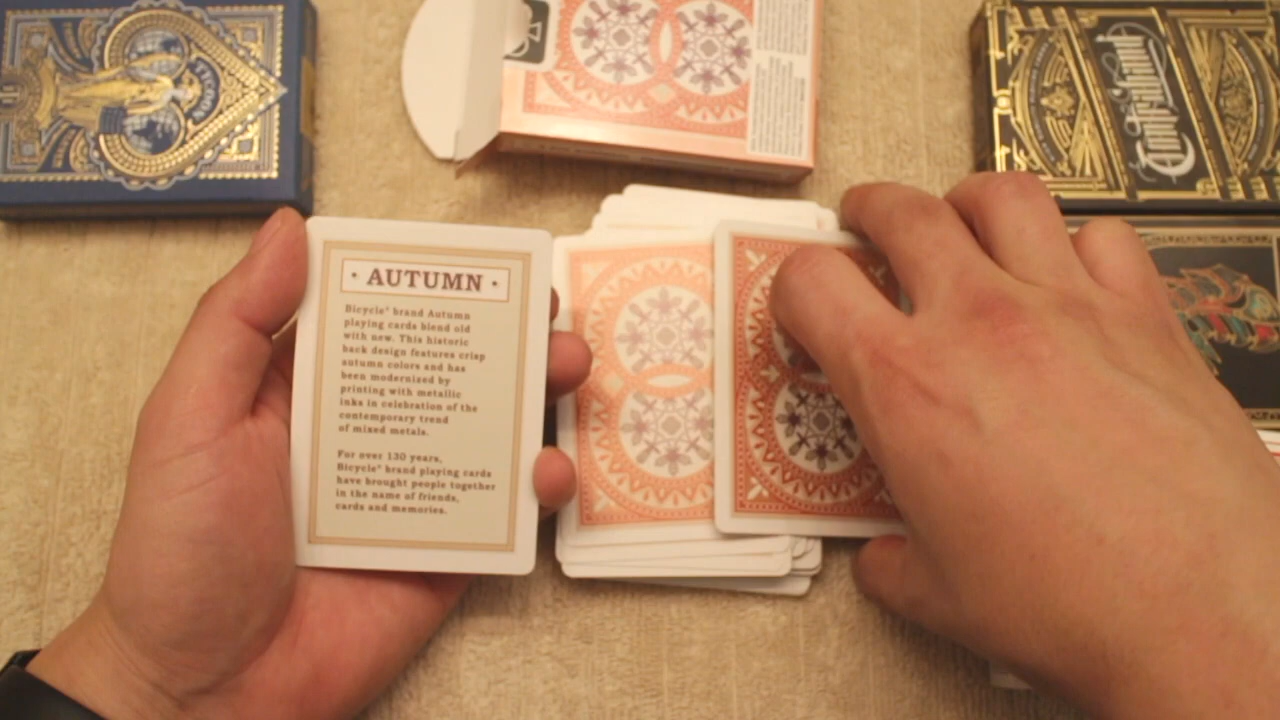 TYCOON
Contraband
• AUTUMN •
Bicycle® brand Autumn
playing cards blend old
with new. This historic
back design features crisp
autumn colors and has
been modernized by
printing with metallic
inks in celebration of the
contemporary trend
of mixed metals.
For over 130 years,
Bicycle® brand playing cards
have brought people together
in the name of friends,
cards and memories.